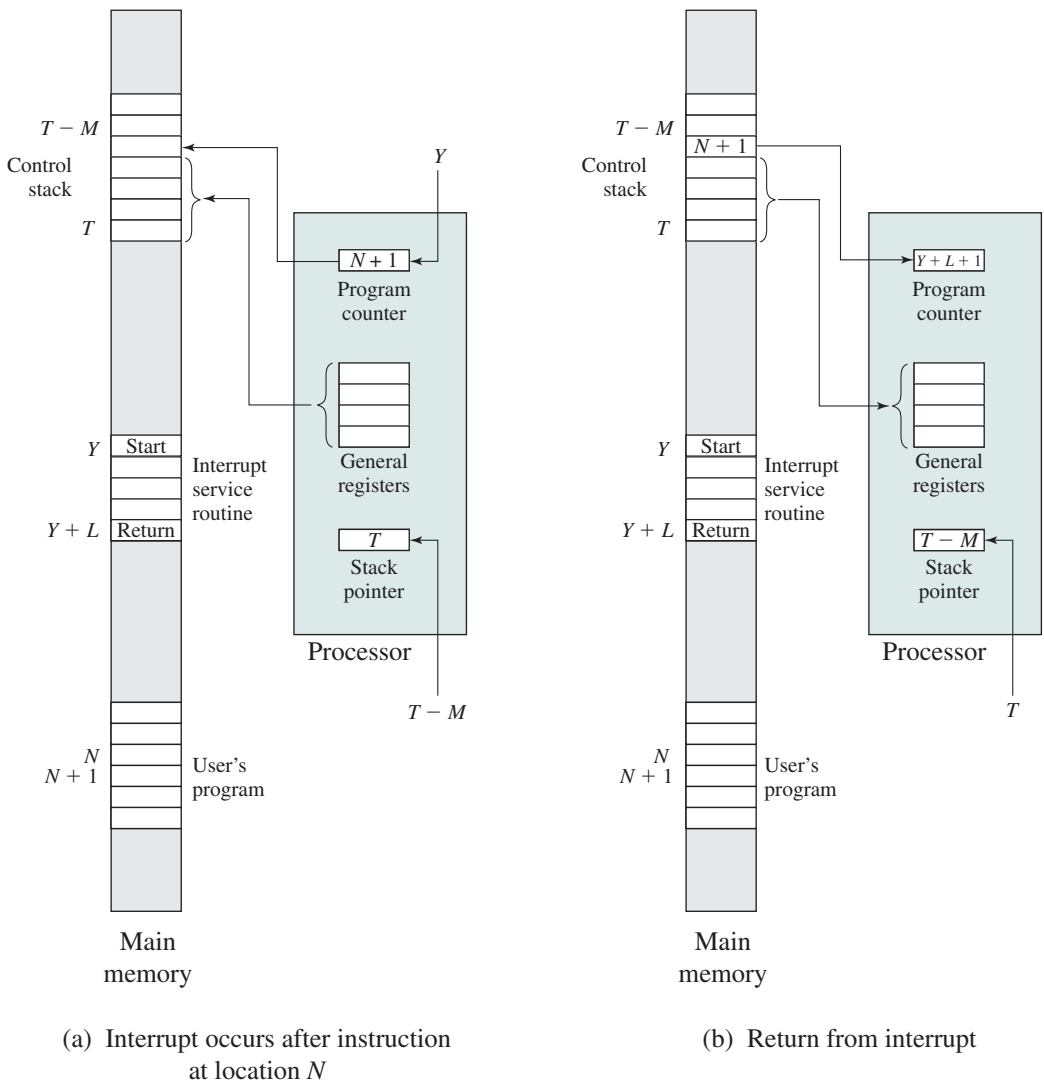 T − M
Control
stack
T
Y
N + 1
Program
counter
Y
Start
Interrupt
service
routine
General
registers
Y + L
Return
T
Stack
pointer
Processor
T − M
N
N + 1
User's
program
Main
memory
(a) Interrupt occurs after instruction
at location N
T − M
N + 1
Control
stack
T
Y + L + 1
Program
counter
Y
Start
Interrupt
service
routine
General
registers
Y + L
Return
T − M
Stack
pointer
Processor
T
N
N + 1
User's
program
Main
memory
(b) Return from interrupt